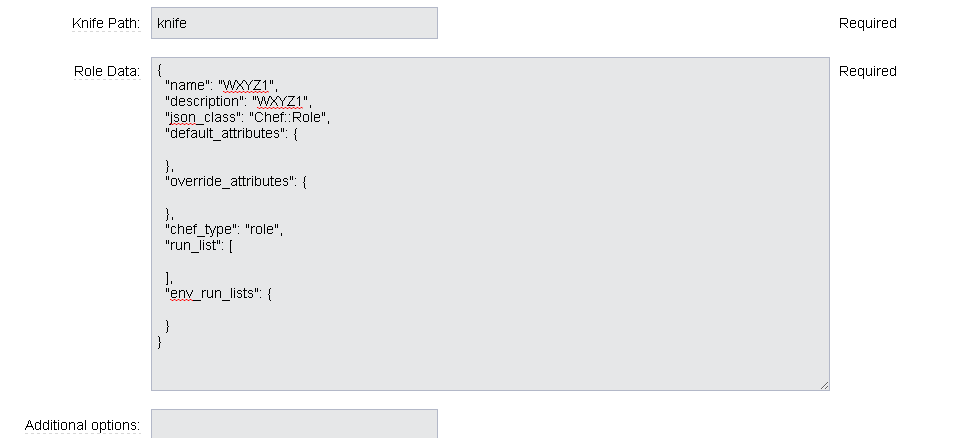 Knife Path: knife Required
Role Data: Required
{
"name": "WXYZ1",
"description": "WXYZ1",
"json_class": "Chef::Role",
"default_attributes": {
},
"override_attributes": {
},
"chef_type": "role",
"run_list": [
],
"env_run_lists": {
}
}
Additional options: